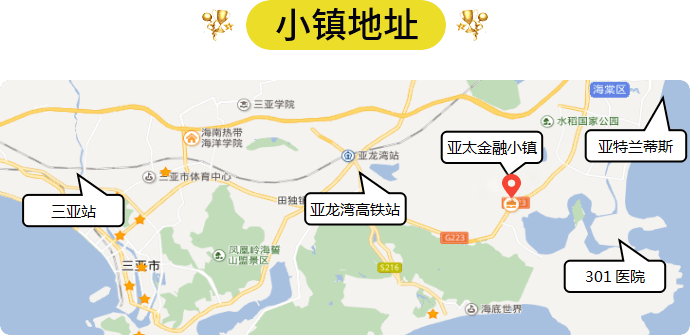 小镇地址
海棠区
三亚学院
水稻国家公园
海南热带
海洋学院
亚特兰蒂斯
亚太金融小镇
亚龙湾站
三亚市体育中心
田独镇
亚龙湾高铁站
三亚站
G223
G223
凤凰岭海誓
山盟景区
三亚市
S216
301 医院
海底世界